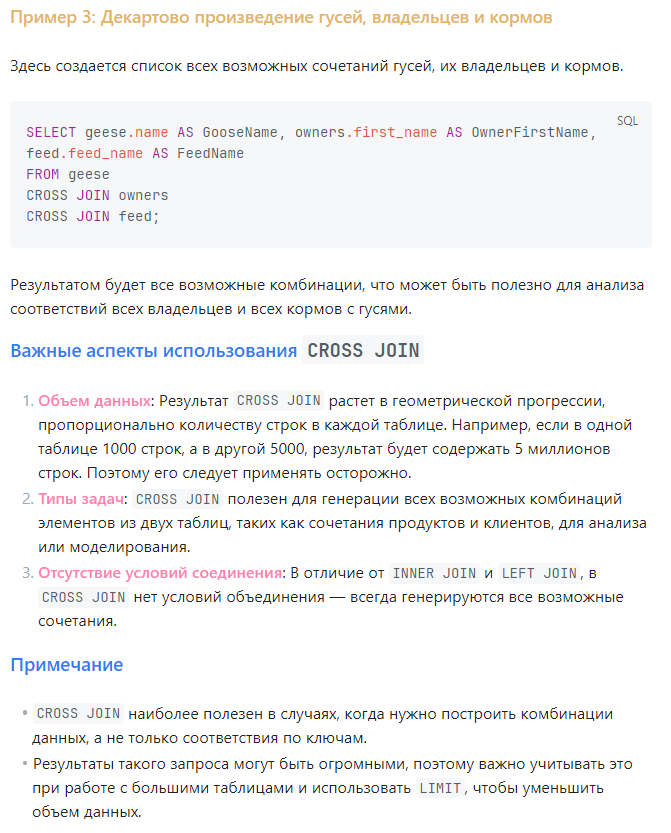 Пример 3: Декартово произведение гусей, владельцев и кормов
Здесь создается список всех возможных сочетаний гусей, их владельцев и кормов.
SQL
SELECT geese.name AS GooseName, owners.first_name AS OwnerFirstName,
feed.feed_name AS FeedName
FROM geese
CROSS JOIN owners
CROSS JOIN feed;
Результатом будет все возможные комбинации, что может быть полезно для анализа
соответствий всех владельцев и всех кормов с гусями.
Важные аспекты использования CROSS JOIN
1. Объем данных: Результат CROSS JOIN растет в геометрической прогрессии,
пропорционально количеству строк в каждой таблице. Например, если в одной
таблице 1000 строк, а в другой 5000, результат будет содержать 5 миллионов
строк. Поэтому его следует применять осторожно.
2. Типы задач: CROSS JOIN полезен для генерации всех возможных комбинаций
элементов из двух таблиц, таких как сочетания продуктов и клиентов, для анализа
или моделирования.
3. Отсутствие условий соединения: В отличие от INNER JOIN и LEFT JOIN, в
CROSS JOIN нет условий объединения — всегда генерируются все возможные
сочетания.
Примечание
• CROSS JOIN наиболее полезен в случаях, когда нужно построить комбинации
данных, а не только соответствия по ключам.
• Результаты такого запроса могут быть огромными, поэтому важно учитывать это
при работе с большими таблицами и использовать LIMIT, чтобы уменьшить
объем данных.